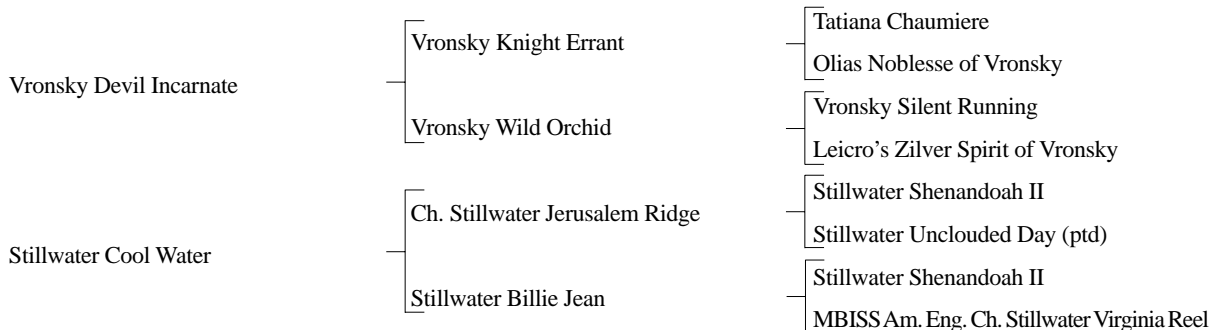 Tatiana Chaumiere
Vronsky Knight Errant
Olias Noblesse of Vronsky
Vronsky Devil Incarnate
Vronsky Silent Running
Vronsky Wild Orchid
Leicro's Zilver Spirit of Vronsky
Stillwater Shenandoah II
Ch. Stillwater Jerusalem Ridge
Stillwater Unclouded Day (ptd)
Stillwater Cool Water
Stillwater Shenandoah II
Stillwater Billie Jean
MBISS Am. Eng. Ch. Stillwater Virginia Reel